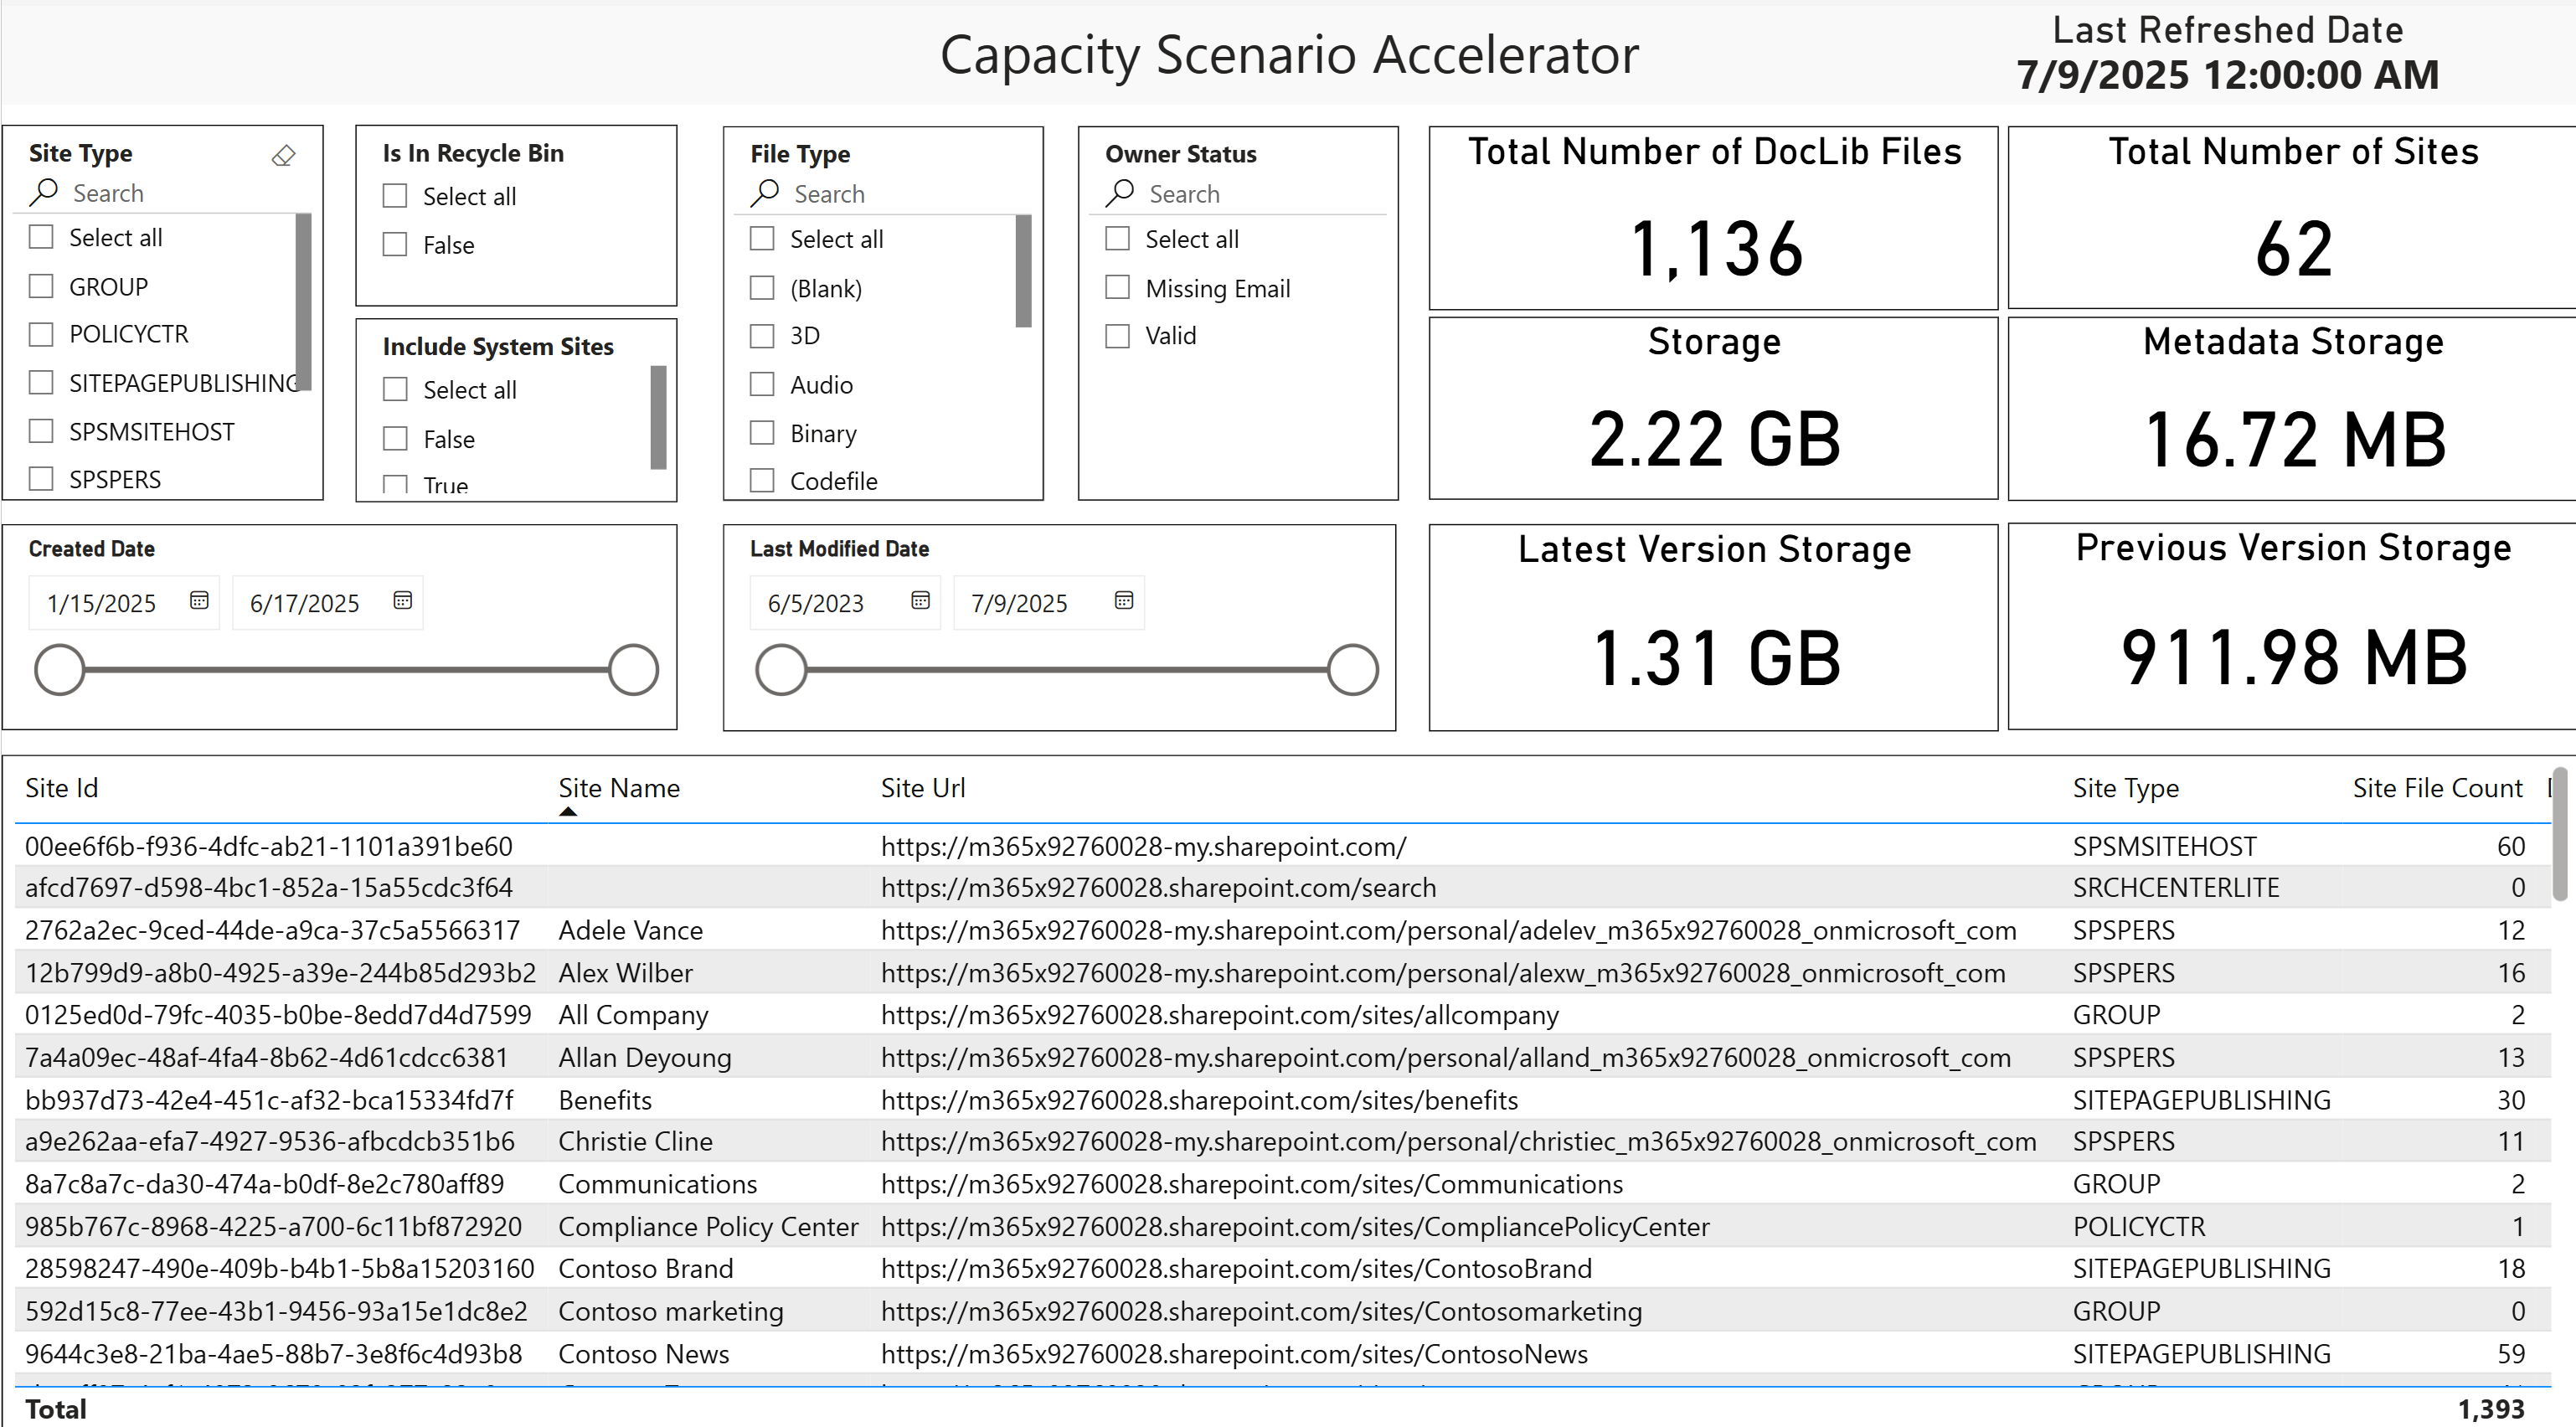 Capacity Scenario Accelerator
Last Refreshed Date
7/9/2025 12:00:00 AM
Site Type
Search
Select all
GROUP
POLICYCTR
SITEPAGEPUBLISHING
SPSMSITEHOST
SPSPERS
Is In Recycle Bin
Select all
False
Include System Sites
Select all
False
True
File Type
Search
Select all
(Blank)
3D
Audio
Binary
Codefile
Owner Status
Search
Select all
Missing Email
Valid
Total Number of DocLib Files
1,136
Total Number of Sites
62
Storage
2.22 GB
Metadata Storage
16.72 MB
Created Date
1/15/2025 6/17/2025
Last Modified Date
6/5/2023 7/9/2025
Latest Version Storage
1.31 GB
Previous Version Storage
911.98 MB
Site Id Site Name Site Url Site Type Site File Count
00ee6f6b-f936-4dfc-ab21-1101a391be60 https://m365x92760028-my.sharepoint.com/ SPSMSITEHOST 60
afcd7697-d598-4bc1-852a-15a55cdc3f64 https://m365x92760028.sharepoint.com/search SRCHCENTERLITE 0
2762a2ec-9ced-44de-a9ca-37c5a5566317 Adele Vance https://m365x92760028-my.sharepoint.com/personal/adelev_m365x92760028_onmicrosoft_com SPSPERS 12
12b799d9-a8b0-4925-a39e-244b85d293b2 Alex Wilber https://m365x92760028-my.sharepoint.com/personal/alexw_m365x92760028_onmicrosoft_com SPSPERS 16
0125ed0d-79fc-4035-b0be-8edd7d4d7599 All Company https://m365x92760028.sharepoint.com/sites/allcompany GROUP 2
7a4a09ec-48af-4fa4-8b62-4d61cdcc6381 Allan Deyoung https://m365x92760028-my.sharepoint.com/personal/alland_m365x92760028_onmicrosoft_com SPSPERS 13
bb937d73-42e4-451c-af32-bca15334fd7f Benefits https://m365x92760028.sharepoint.com/sites/benefits SITEPAGEPUBLISHING 30
a9e262aa-efa7-4927-9536-afbcdcb351b6 Christie Cline https://m365x92760028-my.sharepoint.com/personal/christiec_m365x92760028_onmicrosoft_com SPSPERS 11
8a7c8a7c-da30-474a-b0df-8e2c780aff89 Communications https://m365x92760028.sharepoint.com/sites/Communications GROUP 2
985b767c-8968-4225-a700-6c11bf872920 Compliance Policy Center https://m365x92760028.sharepoint.com/sites/CompliancePolicyCenter POLICYCTR 1
28598247-490e-409b-b4b1-5b8a15203160 Contoso Brand https://m365x92760028.sharepoint.com/sites/ContosoBrand SITEPAGEPUBLISHING 18
592d15c8-77ee-43b1-9456-93a15e1dc8e2 Contoso marketing https://m365x92760028.sharepoint.com/sites/Contosomarketing GROUP 0
9644c3e8-21ba-4ae5-88b7-3e8f6c4d93b8 Contoso News https://m365x92760028.sharepoint.com/sites/ContosoNews SITEPAGEPUBLISHING 59
Total 1,393